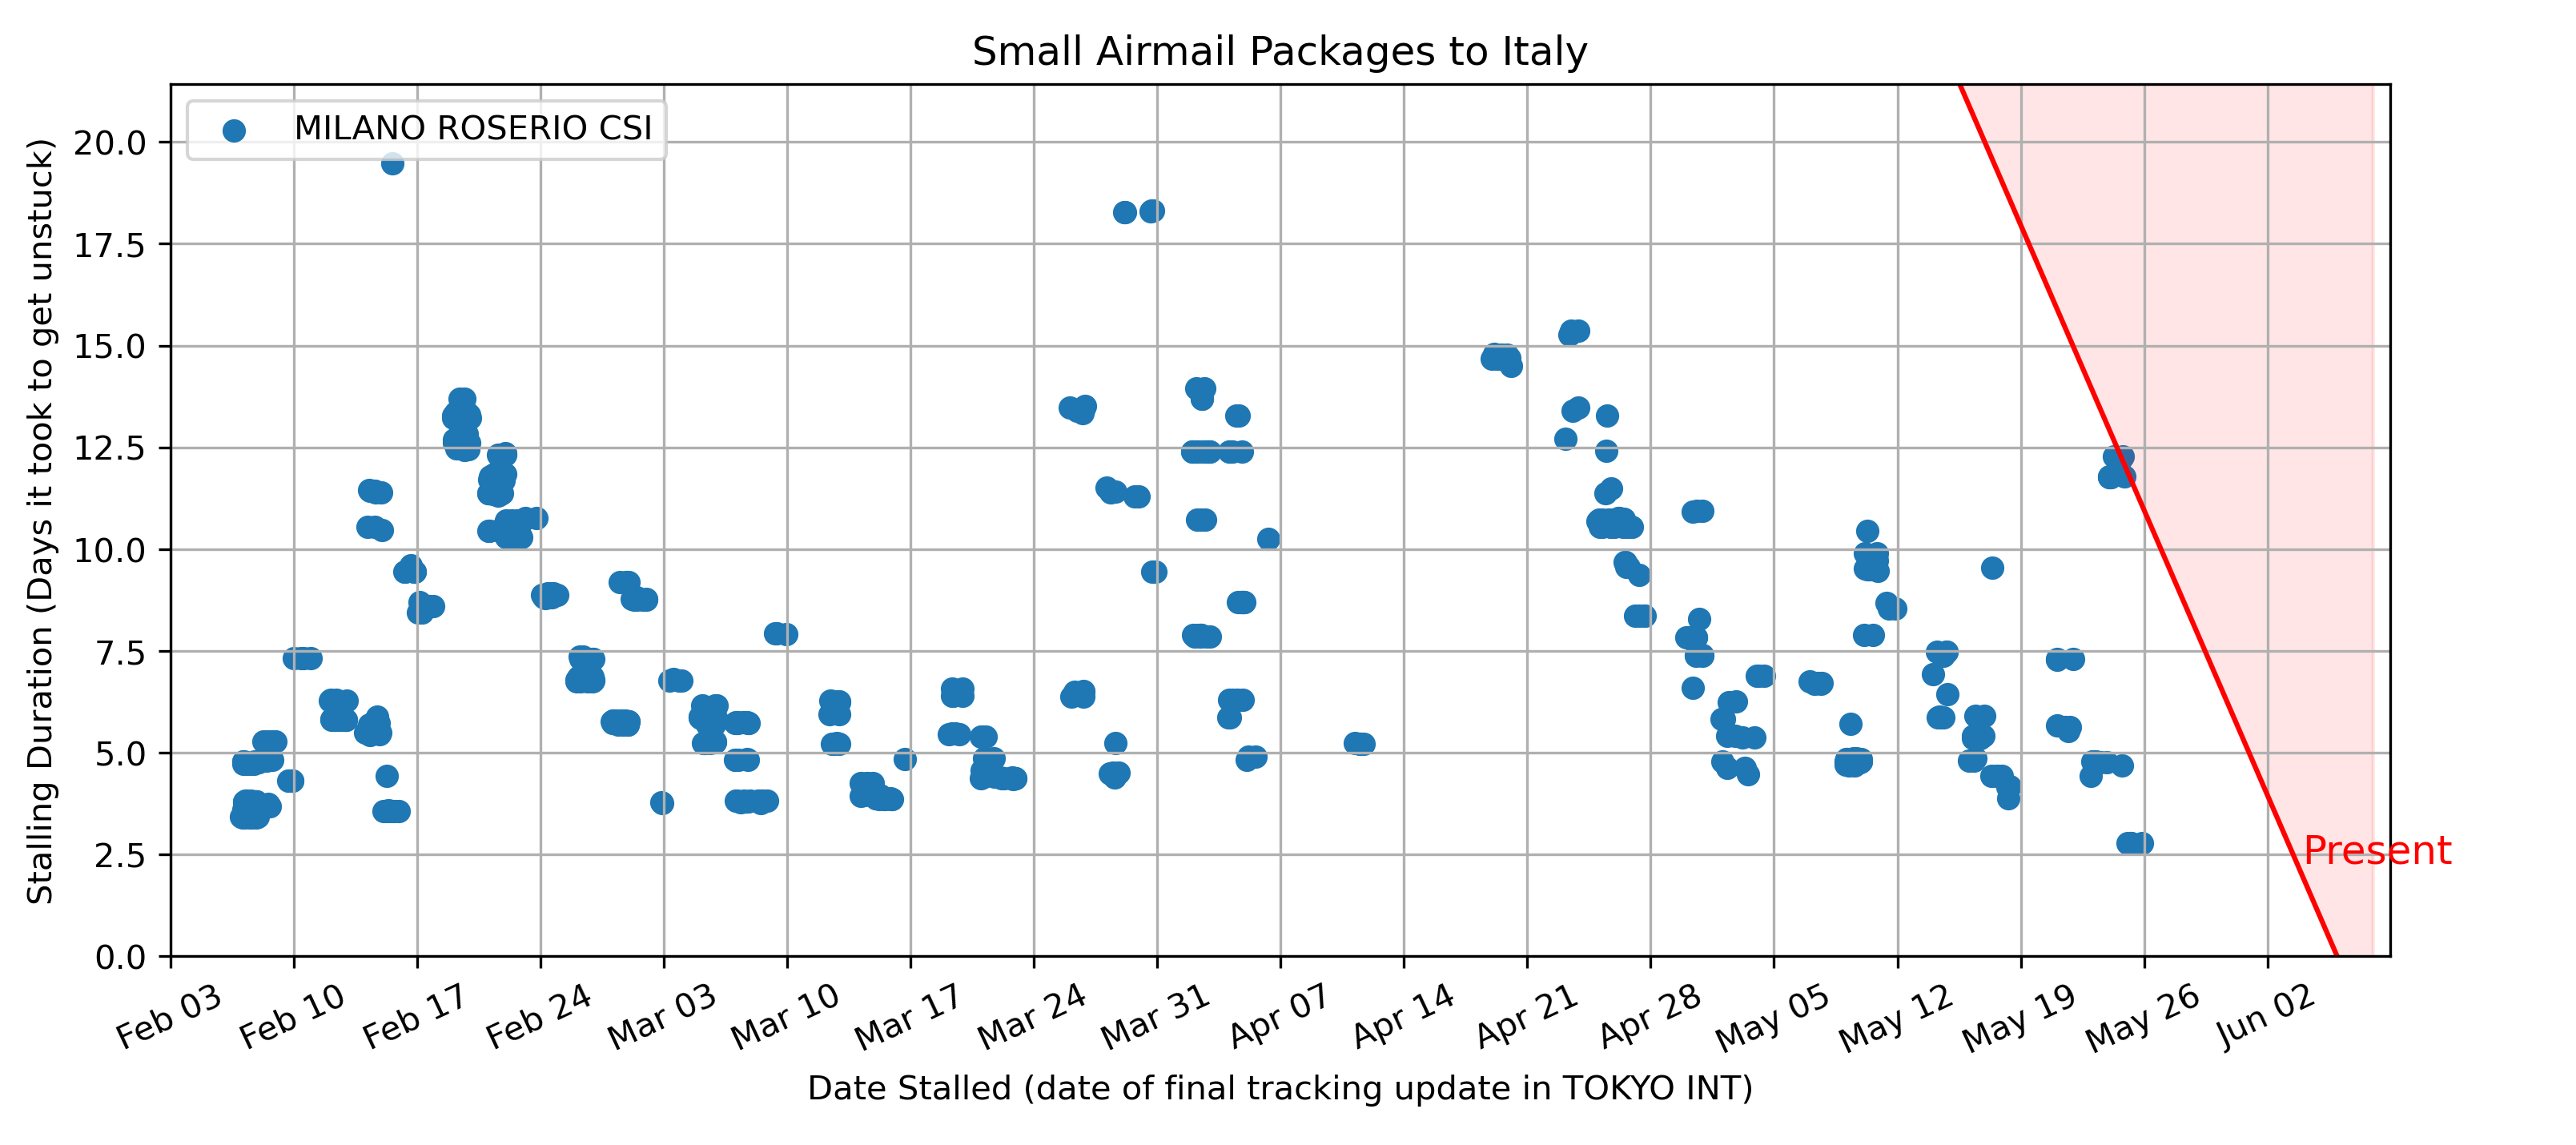 Small Airmail Packages to Italy
MILANO ROSERIO CSI
Stalling Duration (Days it took to get unstuck)
20.0
17.5
15.0
12.5
10.0
7.5
5.0
2.5
0.0
Present
Feb 03 Feb 10 Feb 17 Feb 24 Mar 03 Mar 10 Mar 17 Mar 24 Mar 31 Apr 07 Apr 14 Apr 21 Apr 28 May 05 May 12 May 19 May 26 Jun 02
Date Stalled (date of final tracking update in TOKYO INT)